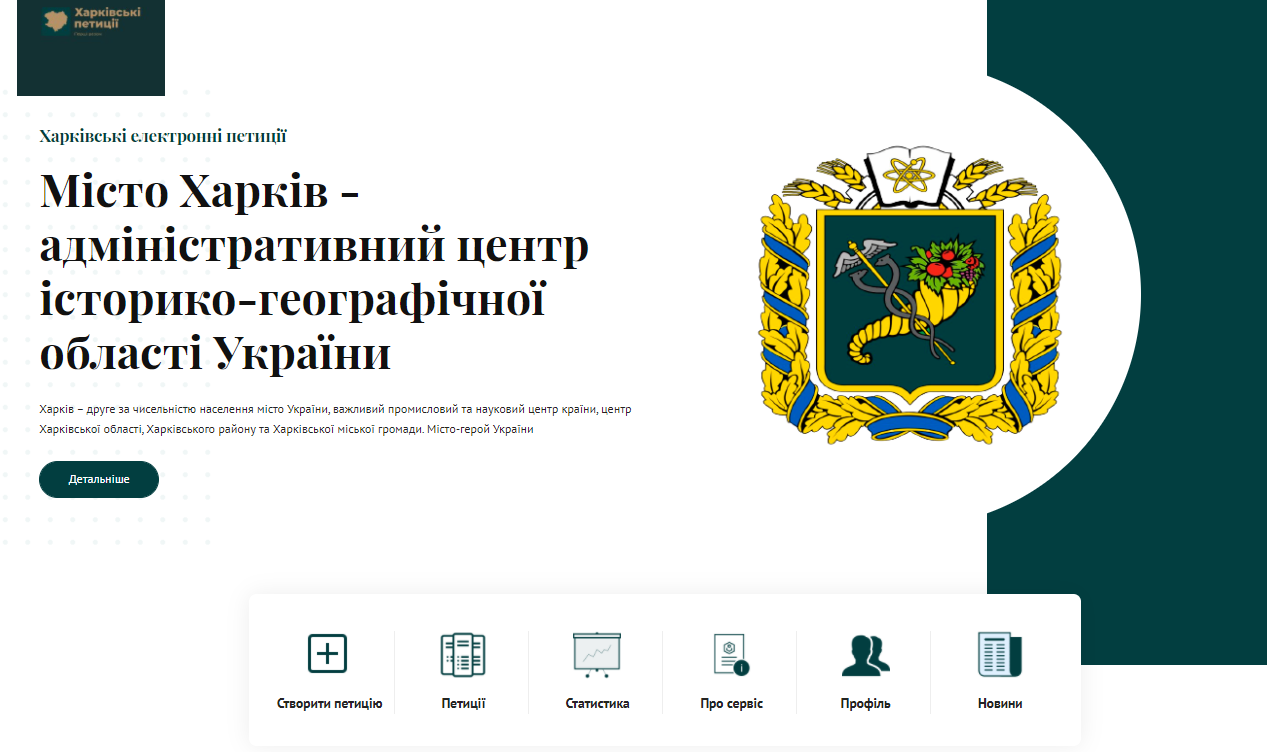 Харківські
петиції
Харківські електронні петиції
Місто Харків -
адміністративний центр
історико-географічної
області України
Харків – друге за чисельністю населення місто України, важливий промисловий та науковий центр країни, центр
Харківської області, Харківського району та Харківської міської громади. Місто-герой України
Детальніше
Створити петицію
Петиції
Статистика
Про сервіс
Профіль
Новини